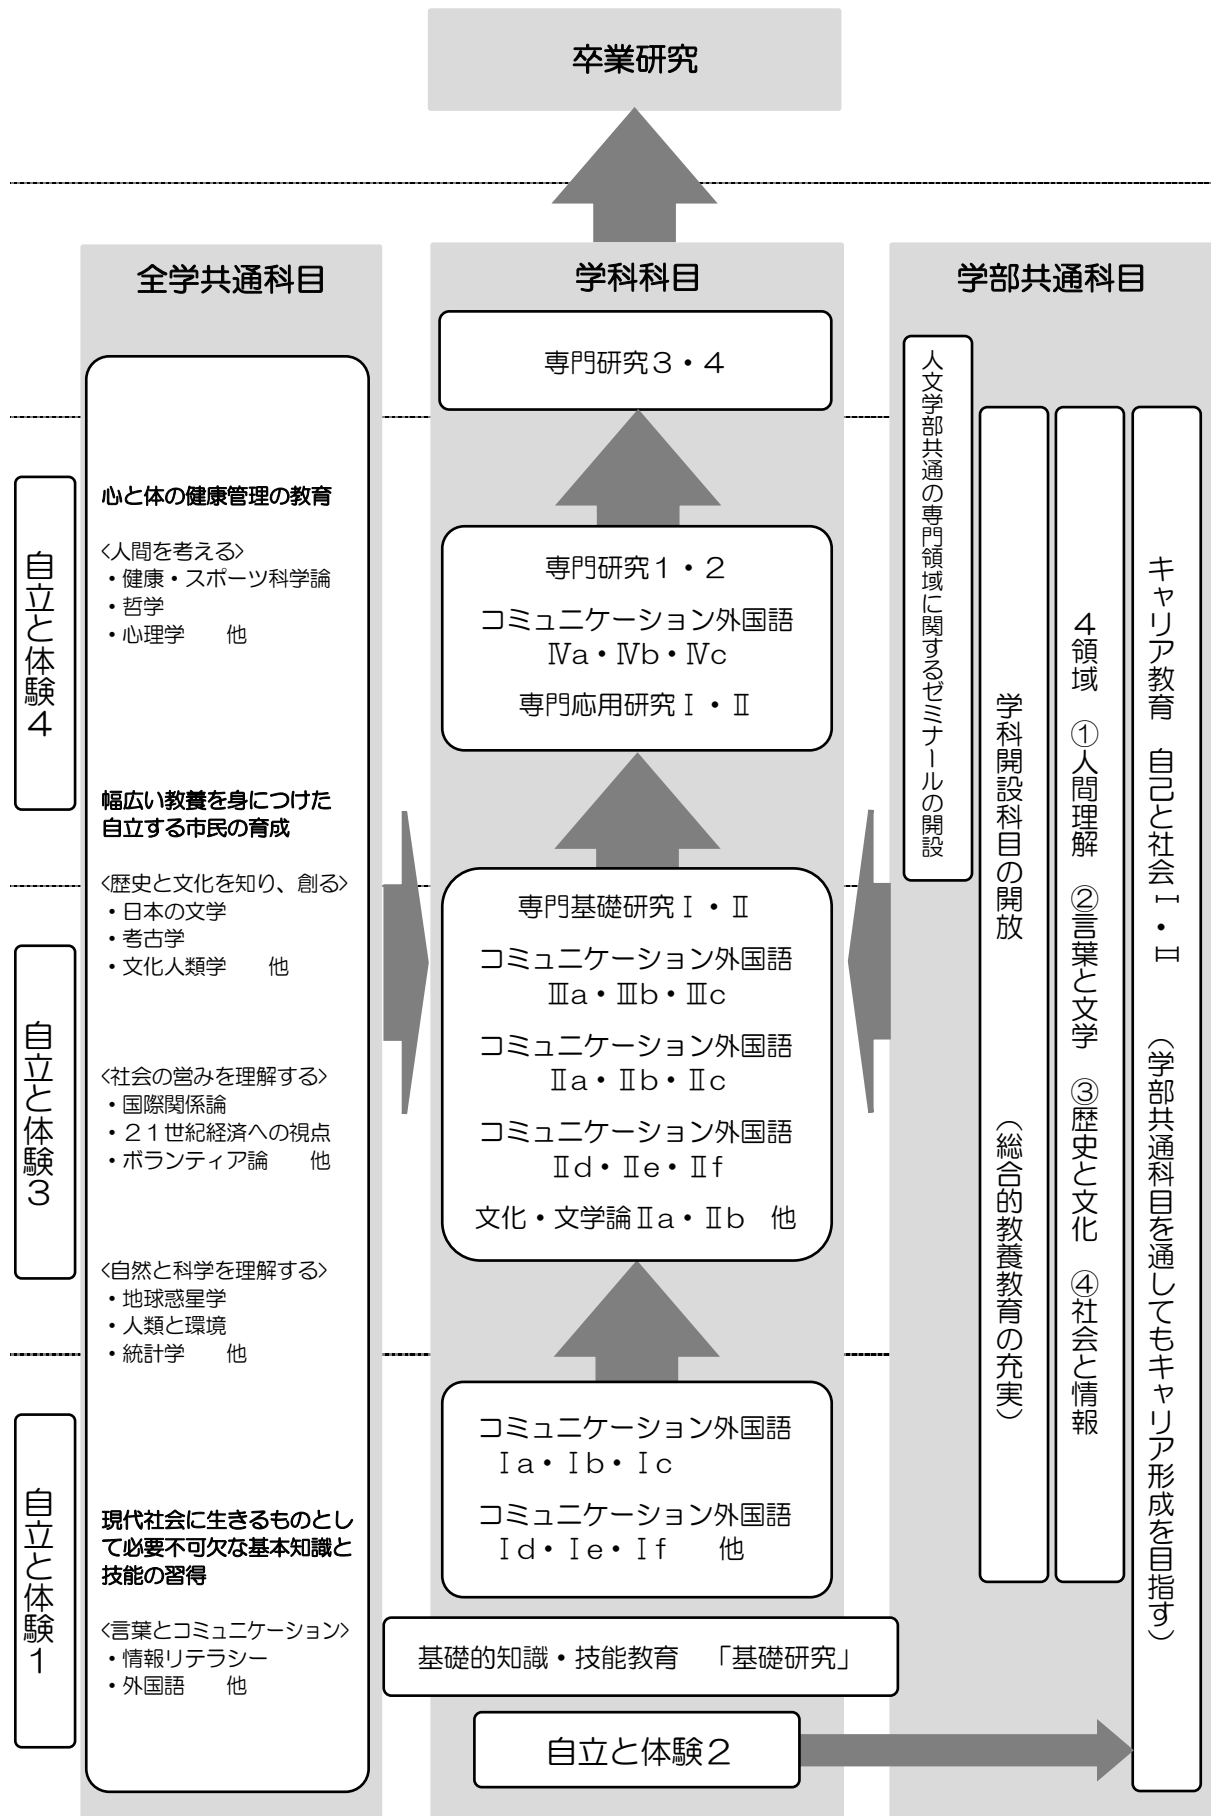 卒業研究
全学共通科目
学科科目
学部共通科目
自立と体験4
自立と体験3
自立と体験1
心と体の健康管理の教育
<人間を考える>
・健康・スポーツ科学論
・哲学
・心理学　　他
幅広い教養を身につけた
自立する市民の育成
<歴史と文化を知り、創る>
・日本の文学
・考古学
・文化人類学　　他
<社会の営みを理解する>
・国際関係論
・２１世紀経済への視点
・ボランティア論　　他
<自然と科学を理解する>
・地球惑星学
・人類と環境
・統計学　　他
現代社会に生きるものとし
て必要不可欠な基本知識と
技能の習得
<言葉とコミュニケーション>
・情報リテラシー
・外国語　　他
専門研究３・４
専門研究１・２
コミュニケーション外国語
Ⅳa・Ⅳb・Ⅳc
専門応用研究Ⅰ・Ⅱ
専門基礎研究Ⅰ・Ⅱ
コミュニケーション外国語
Ⅲa・Ⅲb・Ⅲc
コミュニケーション外国語
Ⅱa・Ⅱb・Ⅱc
コミュニケーション外国語
Ⅱd・Ⅱe・Ⅱf
文化・文学論Ⅱa・Ⅱb　他
コミュニケーション外国語
Ⅰa・Ⅰb・Ⅰc
コミュニケーション外国語
Ⅰd・Ⅰe・Ⅰf　　他
基礎的知識・技能教育　「基礎研究」
自立と体験２
人文学部共通の専門領域に関するゼミナールの開設
学科開設科目の開放　　　　　　（総合的教養教育の充実）
４領域　①人間理解　②言葉と文学　③歴史と文化　④社会と情報
キャリア教育　自己と社会Ⅰ・Ⅱ　　（学部共通科目を通してもキャリア形成を目指す）